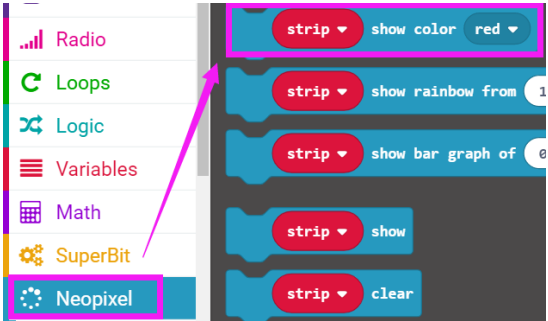 Radio
Loops
Logic
Variables
Math
SuperBit
Neopixel
strip show color red
strip show rainbow from 1
strip show bar graph of 0
strip show
strip clear